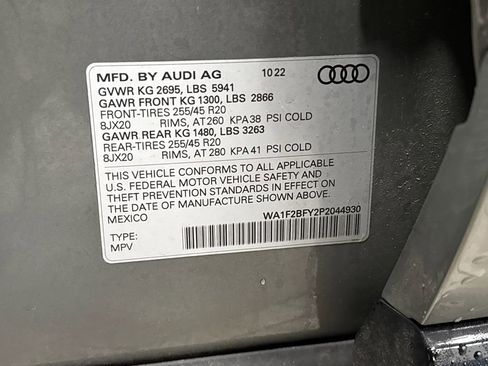 MFD. BY AUDI AG 10 22
GVWR KG 2695, LBS 5941
GAWR FRONT KG 1300, LBS 2866
FRONT-TIRES 255/45 R20
8JX20 RIMS, AT 260 KPA 38 PSI COLD
GAWR REAR KG 1480, LBS 3263
REAR-TIRES 255/45 R20
8JX20 RIMS, AT 280 KPA 41 PSI COLD
THIS VEHICLE CONFORMS TO ALL APPLICABLE
U.S. FEDERAL MOTOR VEHICLE SAFETY AND
THEFT PREVENTION STANDARDS IN EFFECT ON
THE DATE OF MANUFACTURE SHOWN ABOVE.
MEXICO WA1F2BFY2P2044930
TYPE:
MPV